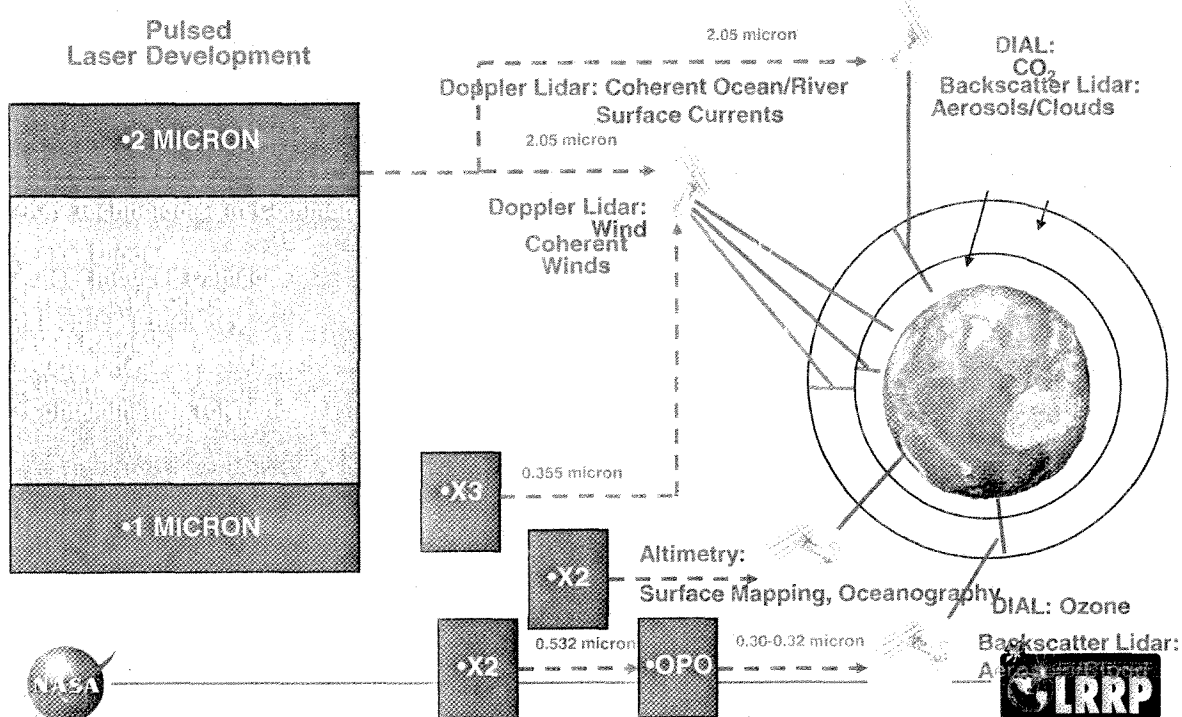 Pulsed
Laser Development
•2 MICRON
•1 MICRON
2.05 micron
Doppler Lidar: Coherent Ocean/River
Surface Currents
2.05 micron
Doppler Lidar:
Wind
Coherent
Winds
DIAL:
CO2
Backscatter Lidar:
Aerosols/Clouds
•X3
0.355 micron
•X2
Altimetry:
Surface Mapping, Oceanography
•X2
0.532 micron
•OPO
0.30-0.32 micron
DIAL: Ozone
Backscatter Lidar:
NASA
LRRP